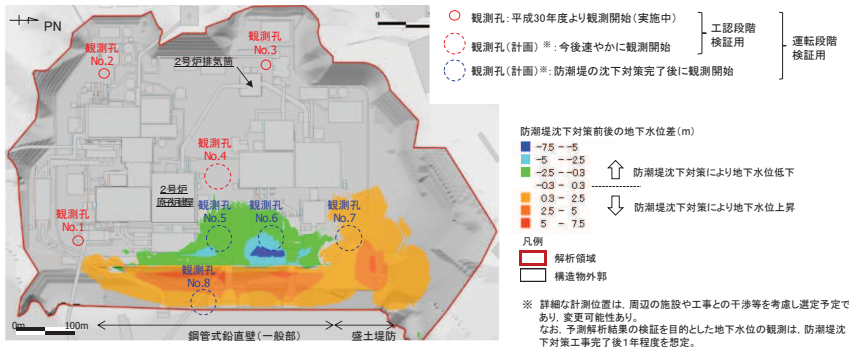 PN
観測孔
No.2
観測孔
No.3
2号炉排気筒
観測孔
No.4
2号炉
原子炉建屋
観測孔
No.5
観測孔
No.6
観測孔
No.7
観測孔
No.1
観測孔
No.8
0m 100m
鋼管式鉛直壁（一般部） 盛土堤防
0
観測孔：平成30年度より観測開始（実施中）
観測孔（計画）※：今後速やかに観測開始
観測孔（計画）※：防潮堤の沈下対策完了後に観測開始
工認段階
検証用
運転段階
検証用
防潮堤沈下対策前後の地下水位差（m）
-7.5 - -5
-5 - -2.5
-2.5 - -0.3
-0.3 - 0.3
0.3 - 2.5
2.5 - 5
5 - 7.5
防潮堤沈下対策により地下水位低下
防潮堤沈下対策により地下水位上昇
凡例
解析領域
構造物外郭
※ 詳細な計測位置は，周辺の施設や工事との干渉等を考慮し選定予定で
あり，変更可能性あり。
なお，予測解析結果の検証を目的とした地下水位の観測は，防潮堤沈
下対策工事完了後1年程度を想定。